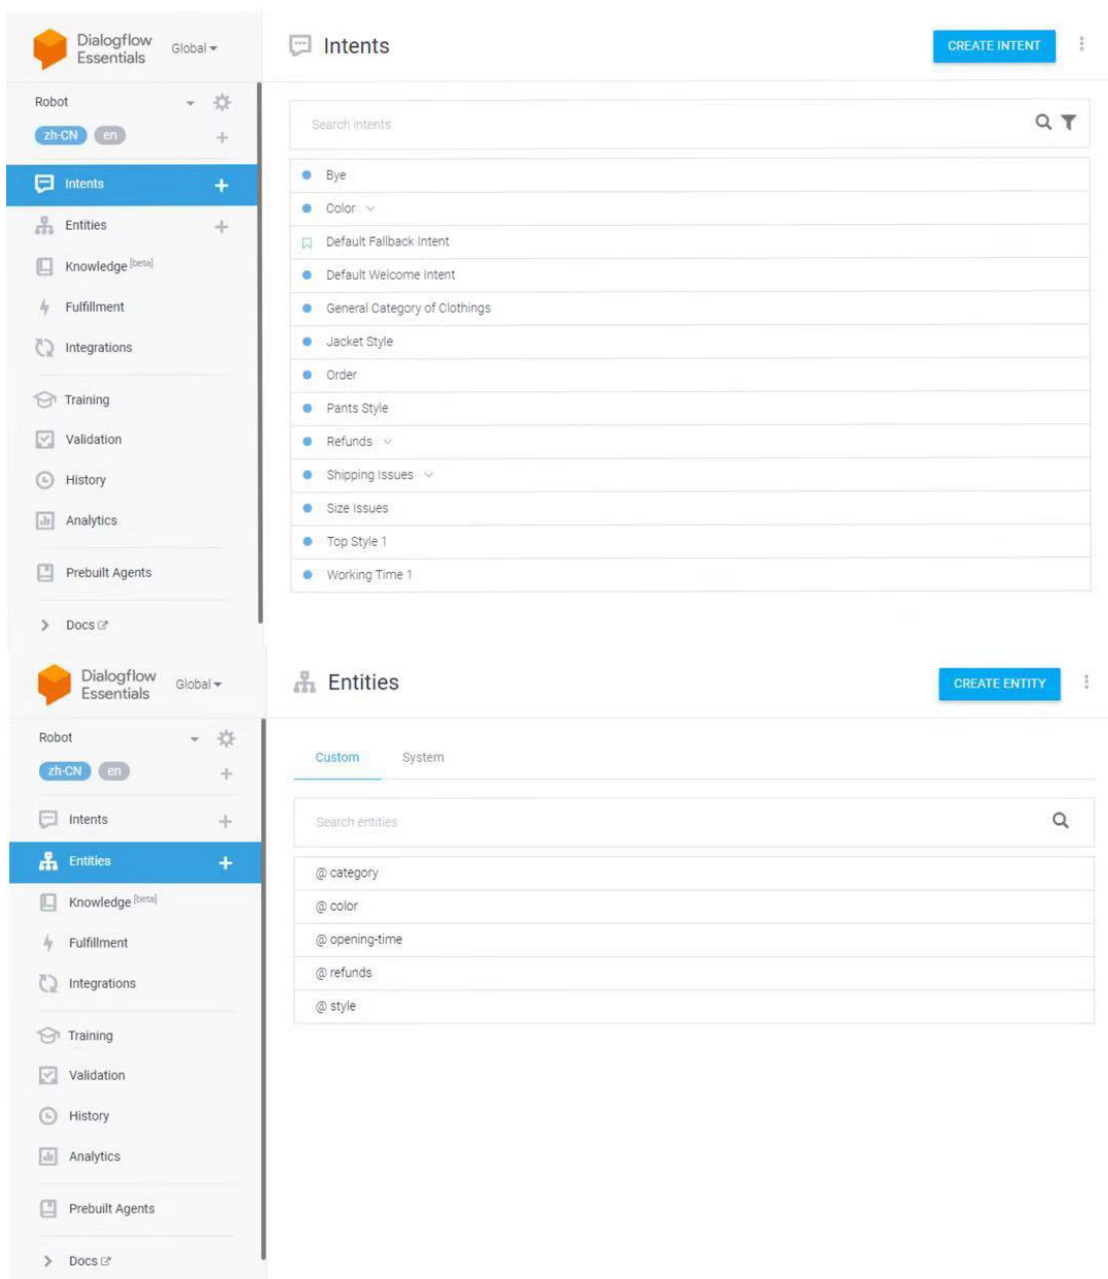 Dialogflow
Essentials
Global
Intents
CREATE INTENT
Robot
zh-CN
en
Intents
Entities
Knowledge [beta]
Fulfillment
Integrations
Training
Validation
History
Analytics
Prebuilt Agents
Docs
Search intents
Bye
Color
Default Fallback Intent
Default Welcome Intent
General Category of Clothings
Jacket Style
Order
Pants Style
Refunds
Shipping Issues
Size Issues
Top Style 1
Working Time 1
Dialogflow
Essentials
Global
Entities
CREATE ENTITY
Robot
zh-CN
en
Intents
Entities
Knowledge [beta]
Fulfillment
Integrations
Training
Validation
History
Analytics
Prebuilt Agents
Docs
Custom
System
Search entities
@ category
@ color
@ opening-time
@ refunds
@ style